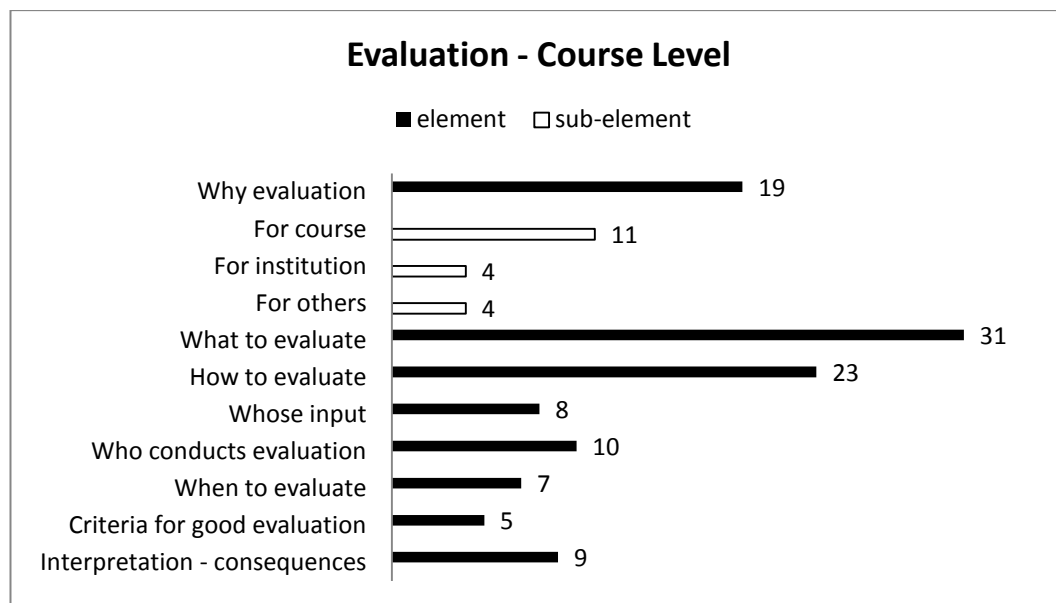 Evaluation - Course Level
element sub-element
Why evaluation 19
For course 11
For institution 4
For others 4
What to evaluate 31
How to evaluate 23
Whose input 8
Who conducts evaluation 10
When to evaluate 7
Criteria for good evaluation 5
Interpretation - consequences 9